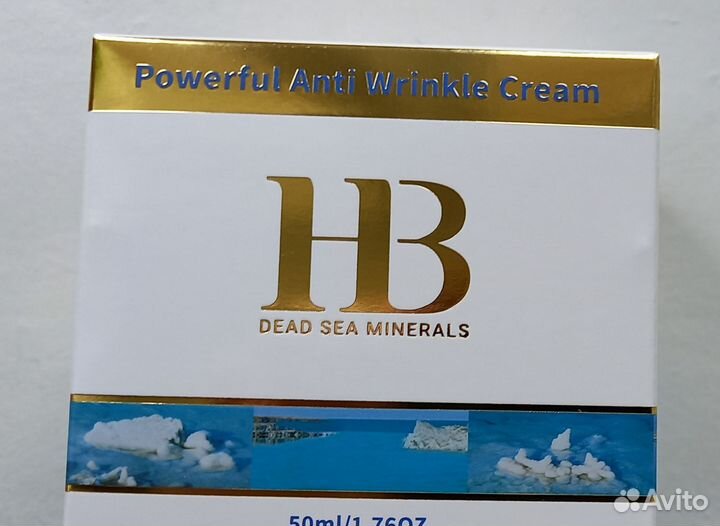 Powerful Anti Wrinkle Cream
HB
DEAD SEA MINERALS
50ml/1.76OZ
Avito